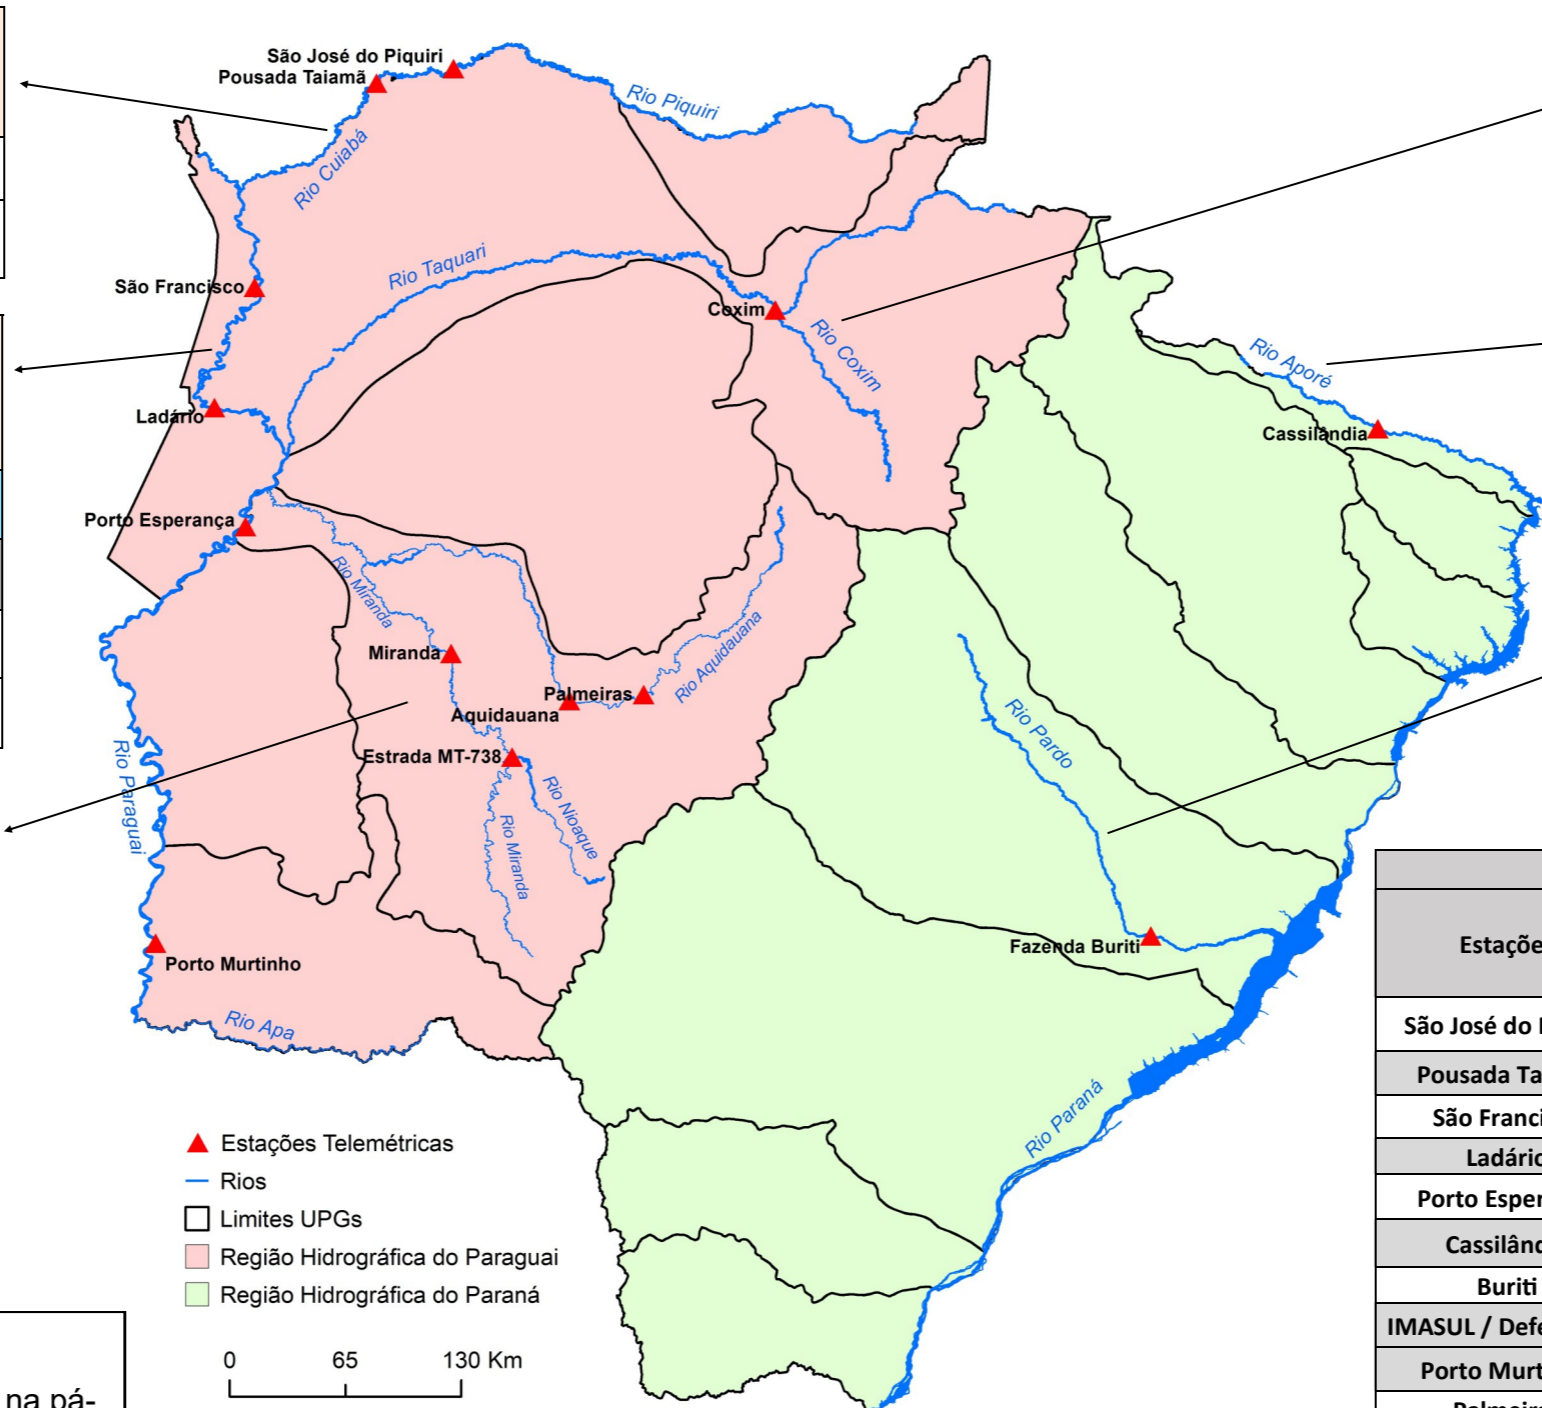 São José do Piquiri
Pousada Taiamã
Rio Piquiri
Rio Cuiabá
São Francisco
Rio Taquari
Coxim
Rio Coxim
Rio Aporé
Cassilândia
Ladário
Porto Esperança
Rio Miranda
Miranda
Palmeiras
Rio Aquidauana
Aquidauana
Estrada MT-738
Rio Nioaque
Rio Miranda
Rio Pardo
Rio Paraguai
Fazenda Buriti
Porto Murtinho
Rio Apa
Rio Paraná
Estações Telemétricas
Rios
Limites UPGs
Região Hidrográfica do Paraguai
Região Hidrográfica do Paraná
0 65 130 Km
na pá-
Estaçõe
São José do
Pousada Ta
São Franci
Ladário
Porto Esper
Cassilând
Buriti
IMASUL / Defe
Porto Murt